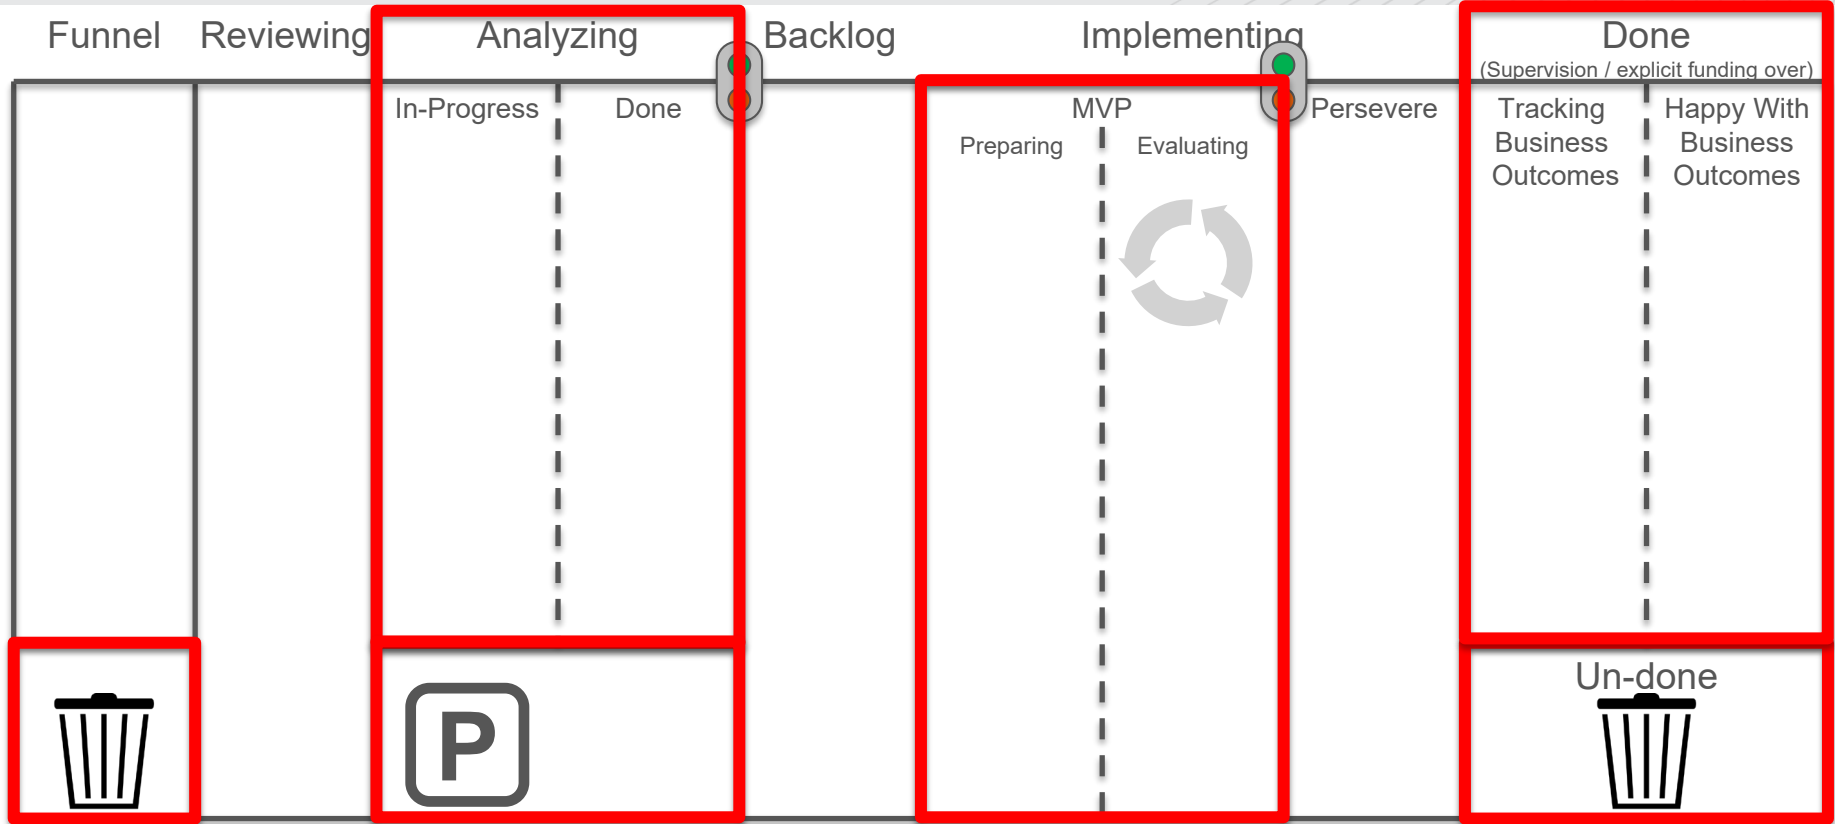 Funnel
Reviewing
Analyzing
Backlog
Implementing
Done
(Supervision / explicit funding over)
In-Progress
Done
MVP
Preparing
Evaluating
Persevere
Tracking
Business
Outcomes
Happy With
Business
Outcomes
P
Un-done